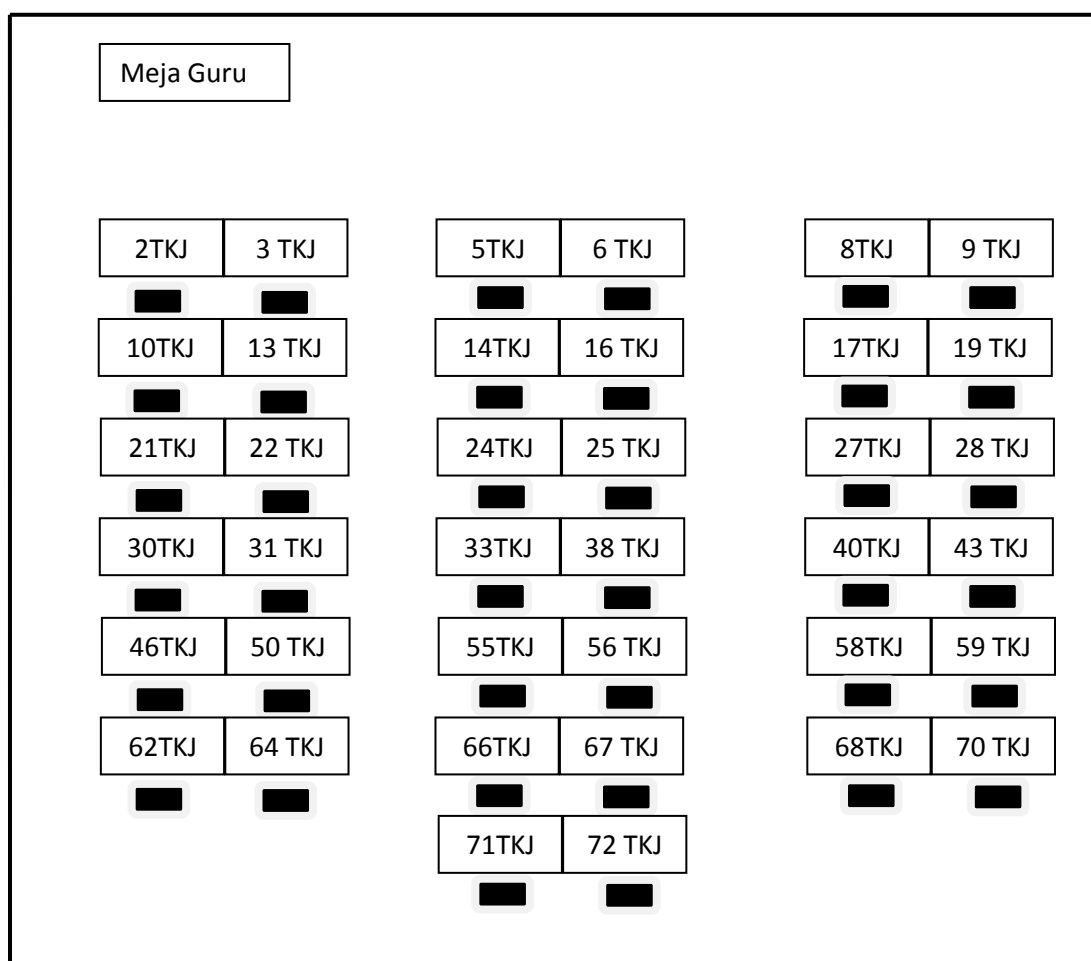 Meja Guru
2TKJ 3 TKJ 5TKJ 6 TKJ 8TKJ 9 TKJ
10TKJ 13 TKJ 14TKJ 16 TKJ 17TKJ 19 TKJ
21TKJ 22 TKJ 24TKJ 25 TKJ 27TKJ 28 TKJ
30TKJ 31 TKJ 33TKJ 38 TKJ 40TKJ 43 TKJ
46TKJ 50 TKJ 55TKJ 56 TKJ 58TKJ 59 TKJ
62TKJ 64 TKJ 66TKJ 67 TKJ 68TKJ 70 TKJ
71TKJ 72 TKJ